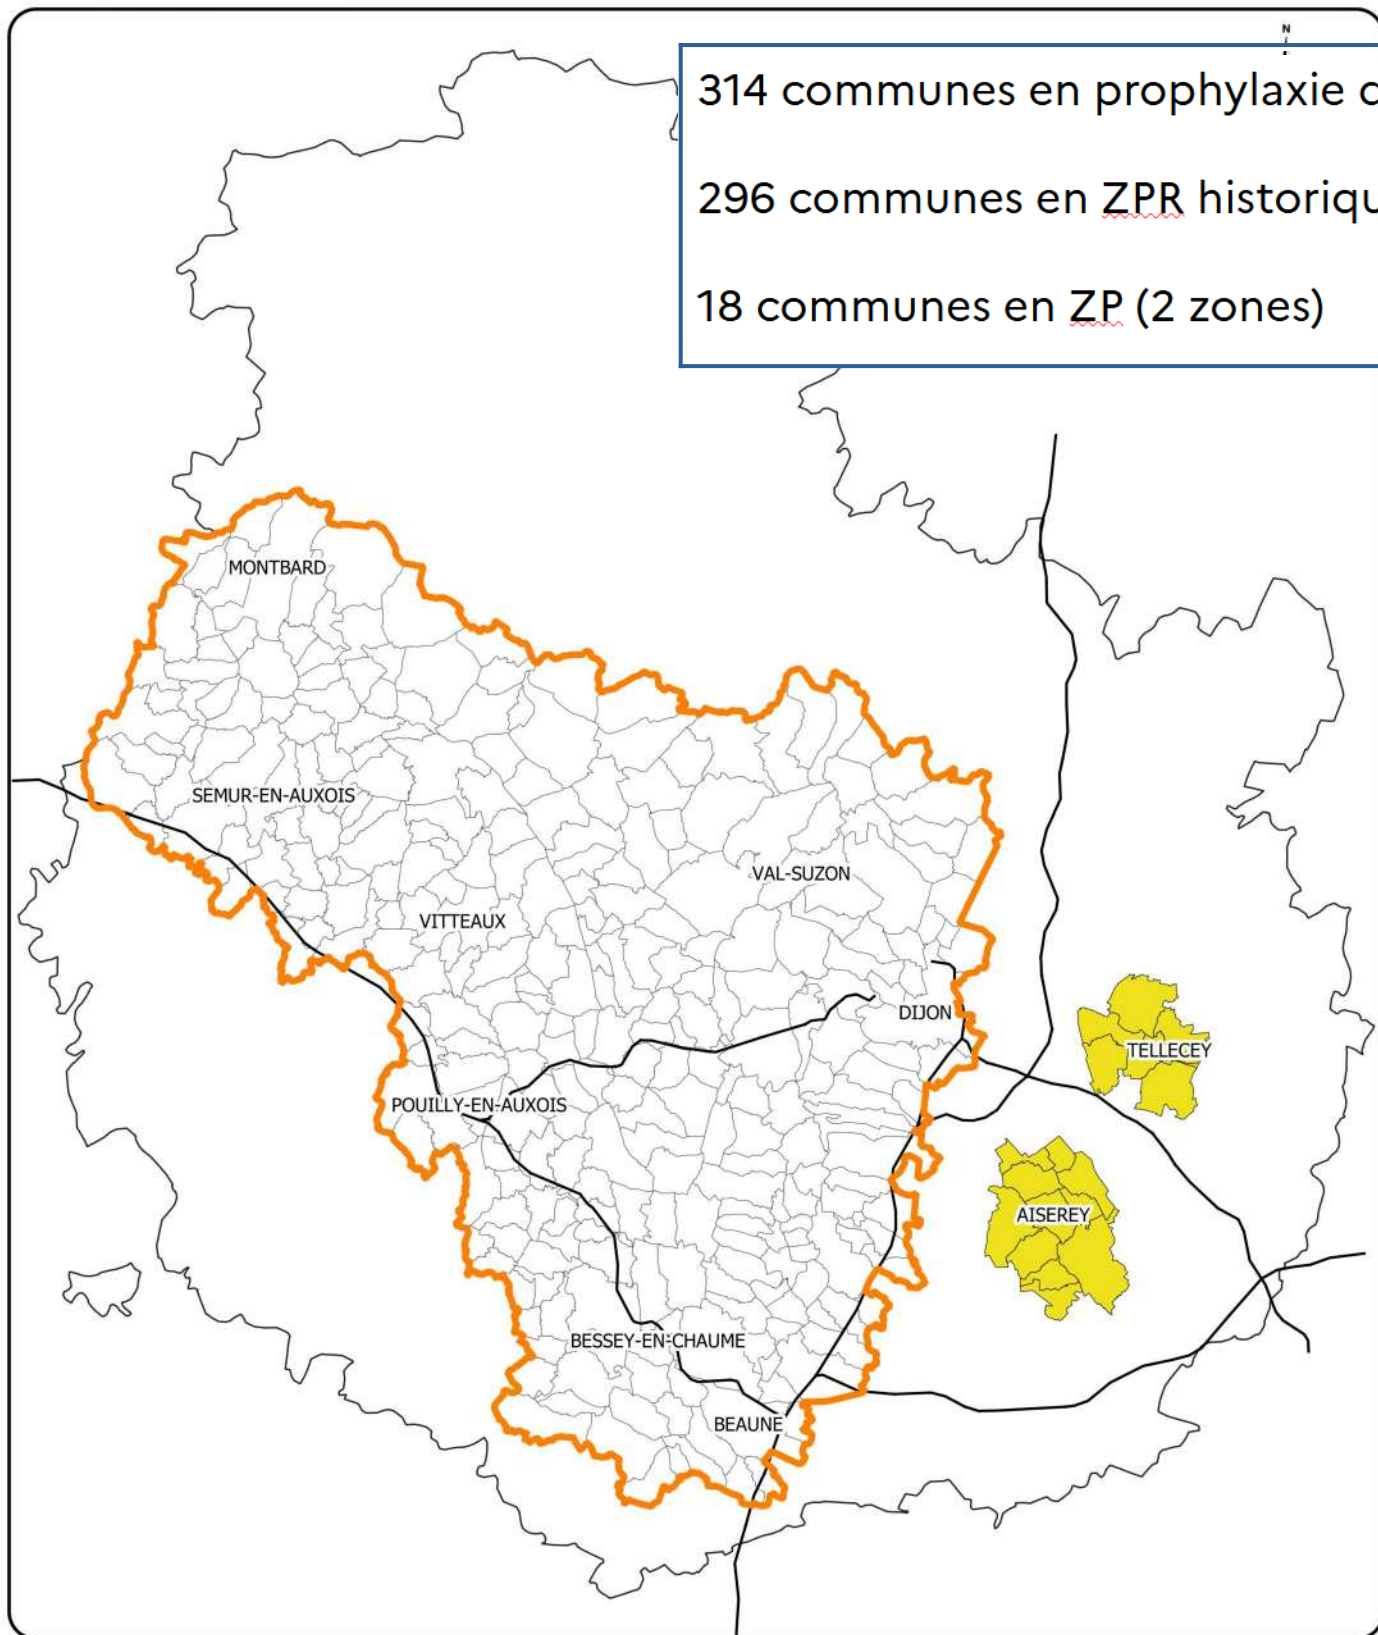 N
314 communes en prophylaxie
296 communes en ZPR
18 communes en ZP (2 zones)
MONTBARD
SEMUR-EN-AUXOIS
VAL-SUZON
VITTEAUX
DIJON
TELLECEY
POUILLY-EN-AUXOIS
AISEREY
BESSEY-EN-CHAUME
BEAUNE